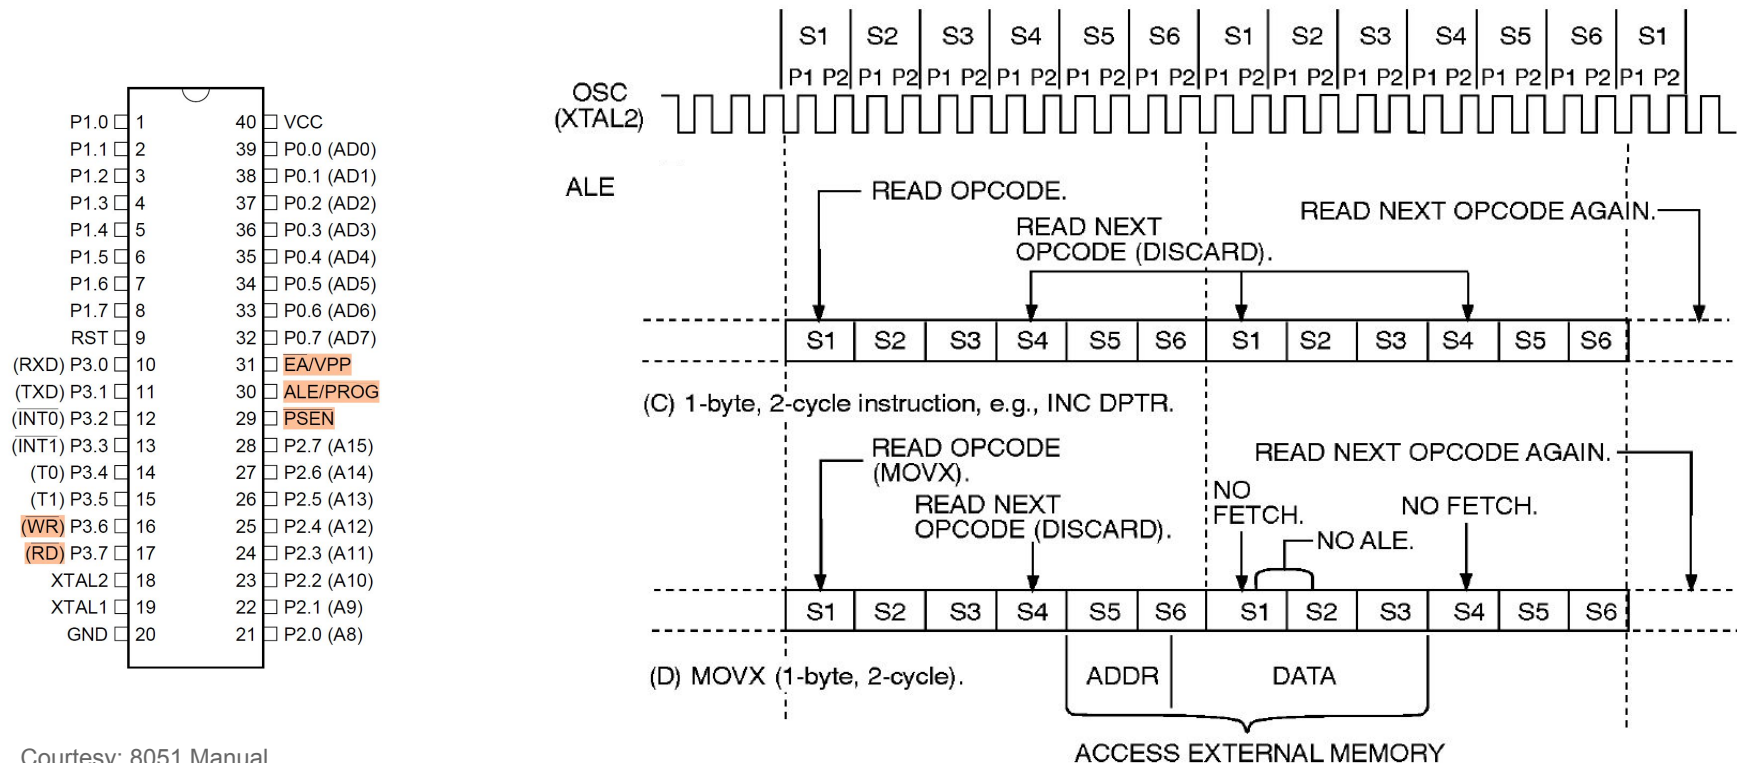 P1.0 1 40 VCC
P1.1 2 39 P0.0 (AD0)
P1.2 3 38 P0.1 (AD1)
P1.3 4 37 P0.2 (AD2)
P1.4 5 36 P0.3 (AD3)
P1.5 6 35 P0.4 (AD4)
P1.6 7 34 P0.5 (AD5)
P1.7 8 33 P0.6 (AD6)
RST 9 32 P0.7 (AD7)
(RXD) P3.0 10 31 EA/VPP
(TXD) P3.1 11 30 ALE/PROG
(INT0) P3.2 12 29 PSEN
(INT1) P3.3 13 28 P2.7 (A15)
(T0) P3.4 14 27 P2.6 (A14)
(T1) P3.5 15 26 P2.5 (A13)
(WR) P3.6 16 25 P2.4 (A12)
(RD) P3.7 17 24 P2.3 (A11)
XTAL2 18 23 P2.2 (A10)
XTAL1 19 22 P2.1 (A9)
GND 20 21 P2.0 (A8)
Courtesy: 8051 Manual
S1 S2 S3 S4 S5 S6 S1 S2 S3 S4 S5 S6 S1
P1 P2 P1 P2 P1 P2 P1 P2 P1 P2 P1 P2 P1 P2 P1 P2 P1 P2 P1 P2 P1 P2 P1 P2 P1 P2
OSC
(XTAL2)
ALE
READ OPCODE.
READ NEXT
OPCODE (DISCARD).
READ NEXT OPCODE AGAIN.
S1 S2 S3 S4 S5 S6 S1 S2 S3 S4 S5 S6
(C) 1-byte, 2-cycle instruction, e.g., INC DPTR.
READ OPCODE
(MOVX).
READ NEXT
OPCODE (DISCARD).
NO
FETCH.
NO ALE.
NO FETCH.
READ NEXT OPCODE AGAIN.
S1 S2 S3 S4 S5 S6 S1 S2 S3 S4 S5 S6
(D) MOVX (1-byte, 2-cycle).
ADDR DATA
ACCESS EXTERNAL MEMORY